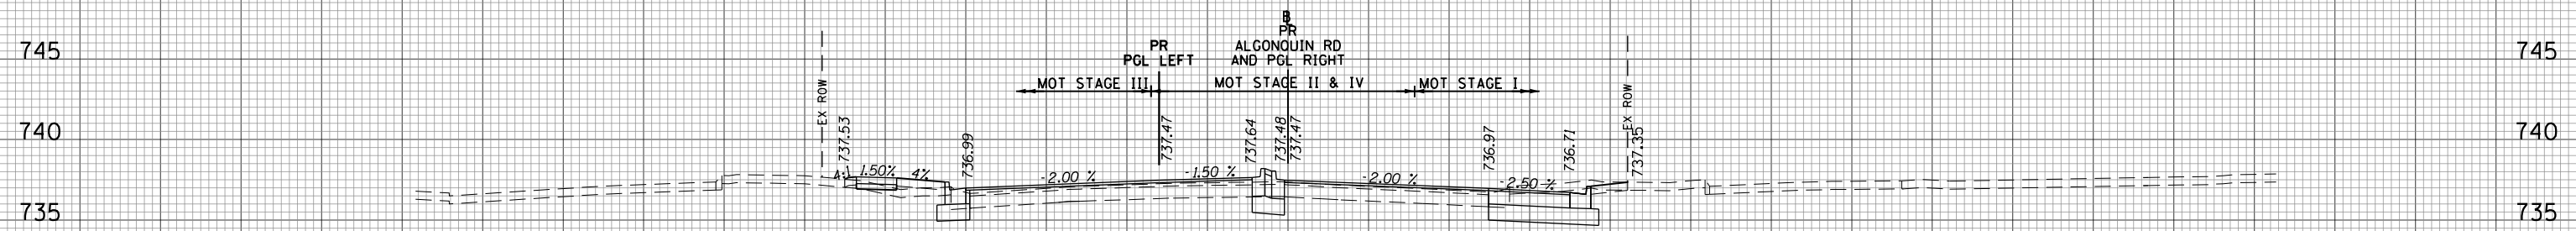 B
PR
PR
ALGONQUIN RD
PGL LEFT
AND PGL RIGHT
745
745
MOT STAGE III
MOT STAGE II & IV
MOT STAGE I
EX ROW
EX ROW
740
740
737.53
736.99
737.47
737.64
737.48
737.47
736.97
736.71
737.35
4:1
1.50%
4%
-2.00 %
-1.50 %
-2.00 %
-2.50 %
735
735